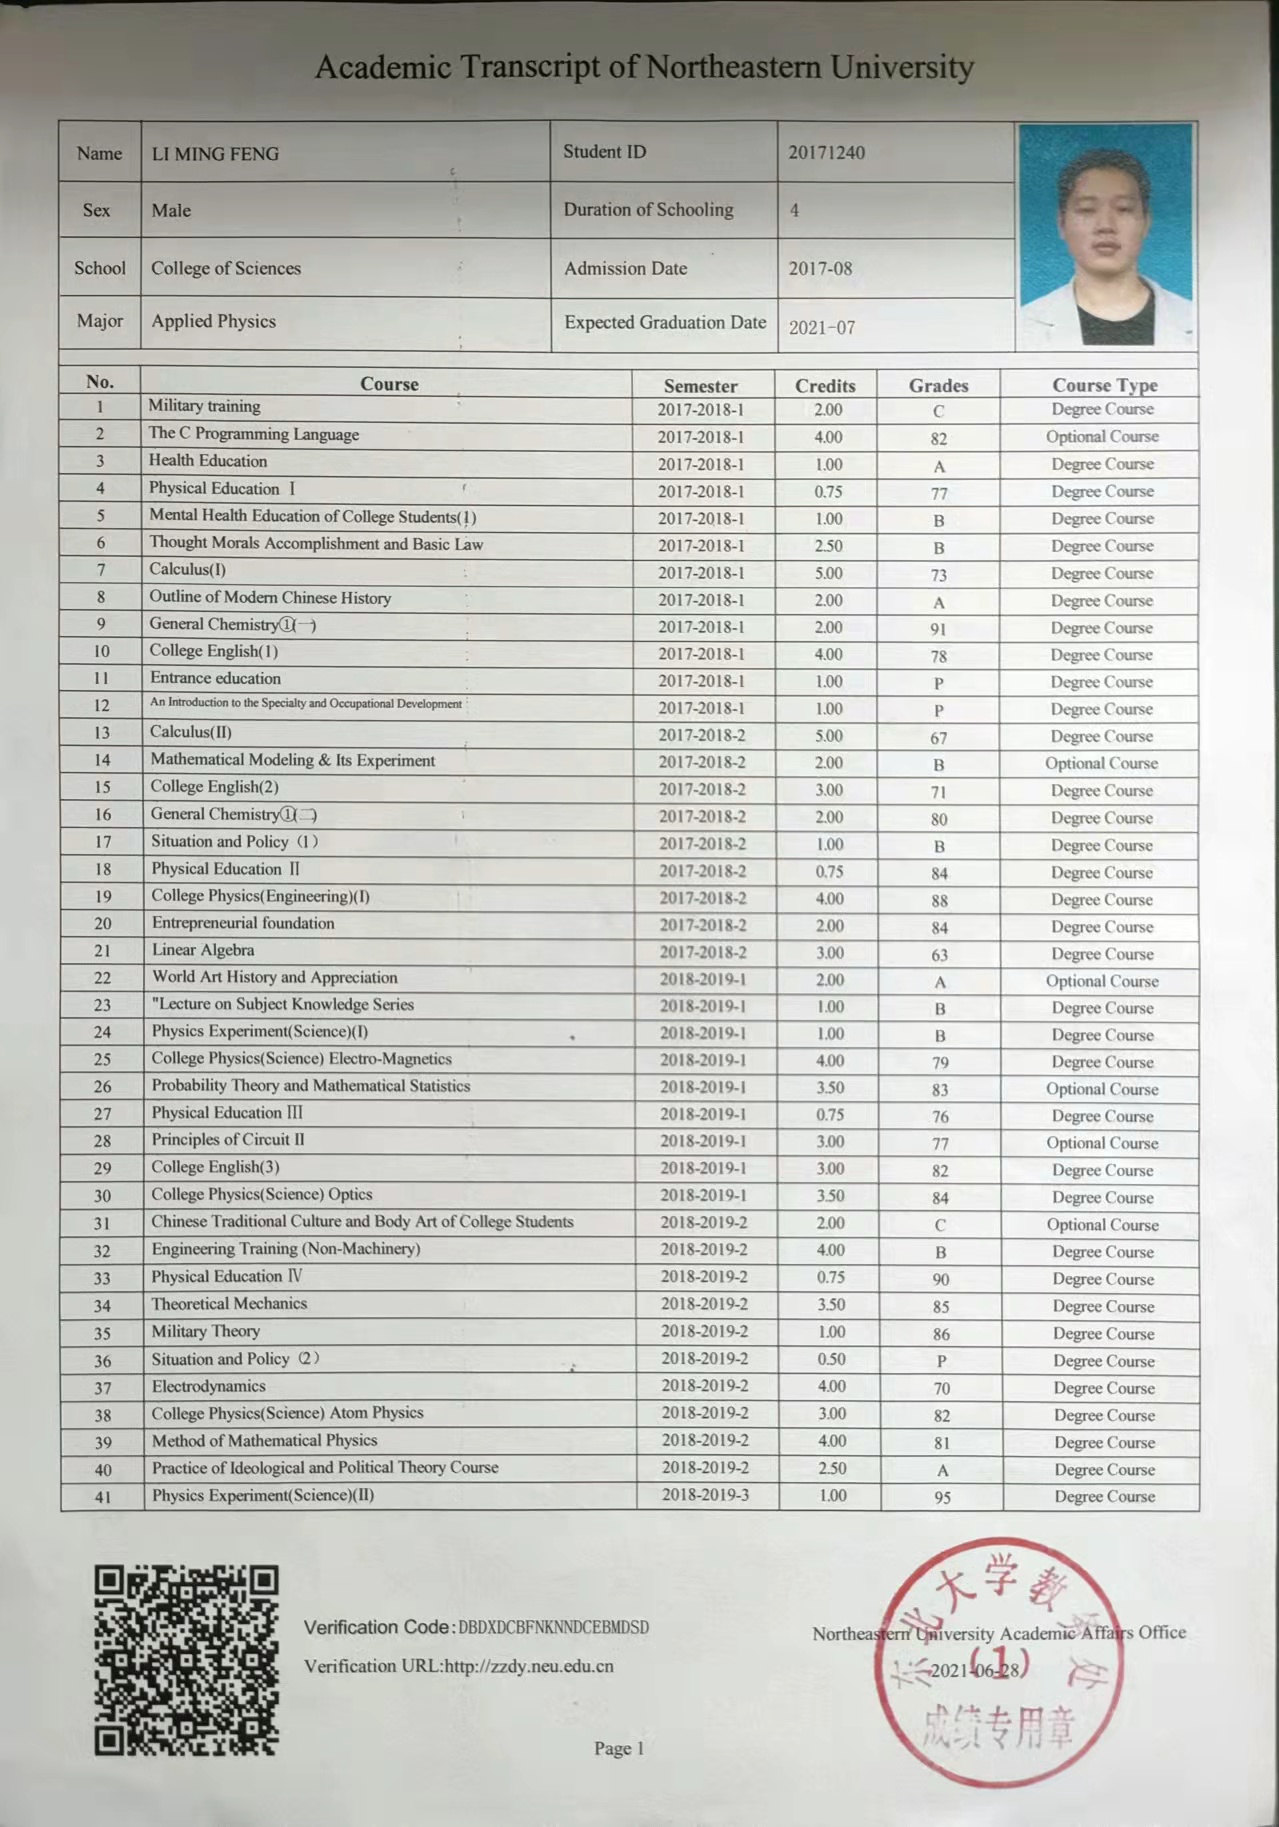 Academic Transcript of Northeastern University
Name LI MING FENG Student ID 20171240
Sex Male Duration of Schooling 4
School College of Sciences Admission Date 2017-08
Major Applied Physics Expected Graduation Date 2021-07
No. Course Semester Credits Grades Course Type
1 Military training 2017-2018-1 2.00 C Degree Course
2 The C Programming Language 2017-2018-1 4.00 82 Optional Course
3 Health Education 2017-2018-1 1.00 A Degree Course
4 Physical Education Ⅰ 2017-2018-1 0.75 77 Degree Course
5 Mental Health Education of College Students(1) 2017-2018-1 1.00 B Degree Course
6 Thought Morals Accomplishment and Basic Law 2017-2018-1 2.50 B Degree Course
7 Calculus(I) 2017-2018-1 5.00 73 Degree Course
8 Outline of Modern Chinese History 2017-2018-1 2.00 A Degree Course
9 General Chemistry①(一) 2017-2018-1 2.00 91 Degree Course
10 College English(1) 2017-2018-1 4.00 78 Degree Course
11 Entrance education 2017-2018-1 1.00 P Degree Course
12 An Introduction to the Specialty and Occupational Development 2017-2018-1 1.00 P Degree Course
13 Calculus(II) 2017-2018-2 5.00 67 Degree Course
14 Mathematical Modeling & Its Experiment 2017-2018-2 2.00 B Optional Course
15 College English(2) 2017-2018-2 3.00 71 Degree Course
16 General Chemistry①(二) 2017-2018-2 2.00 80 Degree Course
17 Situation and Policy（1） 2017-2018-2 1.00 B Degree Course
18 Physical Education Ⅱ 2017-2018-2 0.75 84 Degree Course
19 College Physics(Engineering)(I) 2017-2018-2 4.00 88 Degree Course
20 Entrepreneurial foundation 2017-2018-2 2.00 84 Degree Course
21 Linear Algebra 2017-2018-2 3.00 63 Degree Course
22 World Art History and Appreciation 2018-2019-1 2.00 A Optional Course
23 "Lecture on Subject Knowledge Series 2018-2019-1 1.00 B Degree Course
24 Physics Experiment(Science)(I) 2018-2019-1 1.00 B Degree Course
25 College Physics(Science) Electro-Magnetics 2018-2019-1 4.00 79 Degree Course
26 Probability Theory and Mathematical Statistics 2018-2019-1 3.50 83 Optional Course
27 Physical Education Ⅲ 2018-2019-1 0.75 76 Degree Course
28 Principles of Circuit II 2018-2019-1 3.00 77 Optional Course
29 College English(3) 2018-2019-1 3.00 82 Degree Course
30 College Physics(Science) Optics 2018-2019-1 3.50 84 Degree Course
31 Chinese Traditional Culture and Body Art of College Students 2018-2019-2 2.00 C Optional Course
32 Engineering Training (Non-Machinery) 2018-2019-2 4.00 B Degree Course
33 Physical Education Ⅳ 2018-2019-2 0.75 90 Degree Course
34 Theoretical Mechanics 2018-2019-2 3.50 85 Degree Course
35 Military Theory 2018-2019-2 1.00 86 Degree Course
36 Situation and Policy（2） 2018-2019-2 0.50 P Degree Course
37 Electrodynamics 2018-2019-2 4.00 70 Degree Course
38 College Physics(Science) Atom Physics 2018-2019-2 3.00 82 Degree Course
39 Method of Mathematical Physics 2018-2019-2 4.00 81 Degree Course
40 Practice of Ideological and Political Theory Course 2018-2019-2 2.50 A Degree Course
41 Physics Experiment(Science)(II) 2018-2019-3 1.00 95 Degree Course
Verification Code:DBDXDCBFNKNNDCEBMDSD
Verification URL:http://zzdy.neu.edu.cn
Northeastern University Academic Affairs Office
2021-06-28
东北大学教务处
(1)
成绩专用章
Page 1